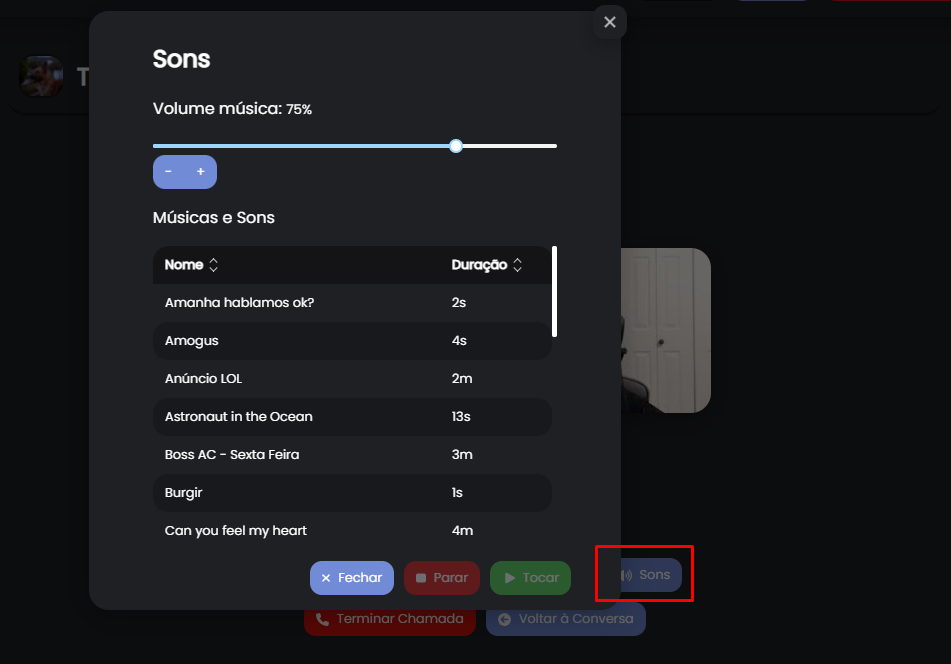 T
Sons
Volume música: 75%
- +
Músicas e Sons
Nome Duração
Amanha hablamos ok? 2s
Amogus 4s
Anúncio LOL 2m
Astronaut in the Ocean 13s
Boss AC - Sexta Feira 3m
Burgir 1s
Can you feel my heart 4m
Fechar Parar Tocar Sons
Terminar Chamada Voltar à Conversa